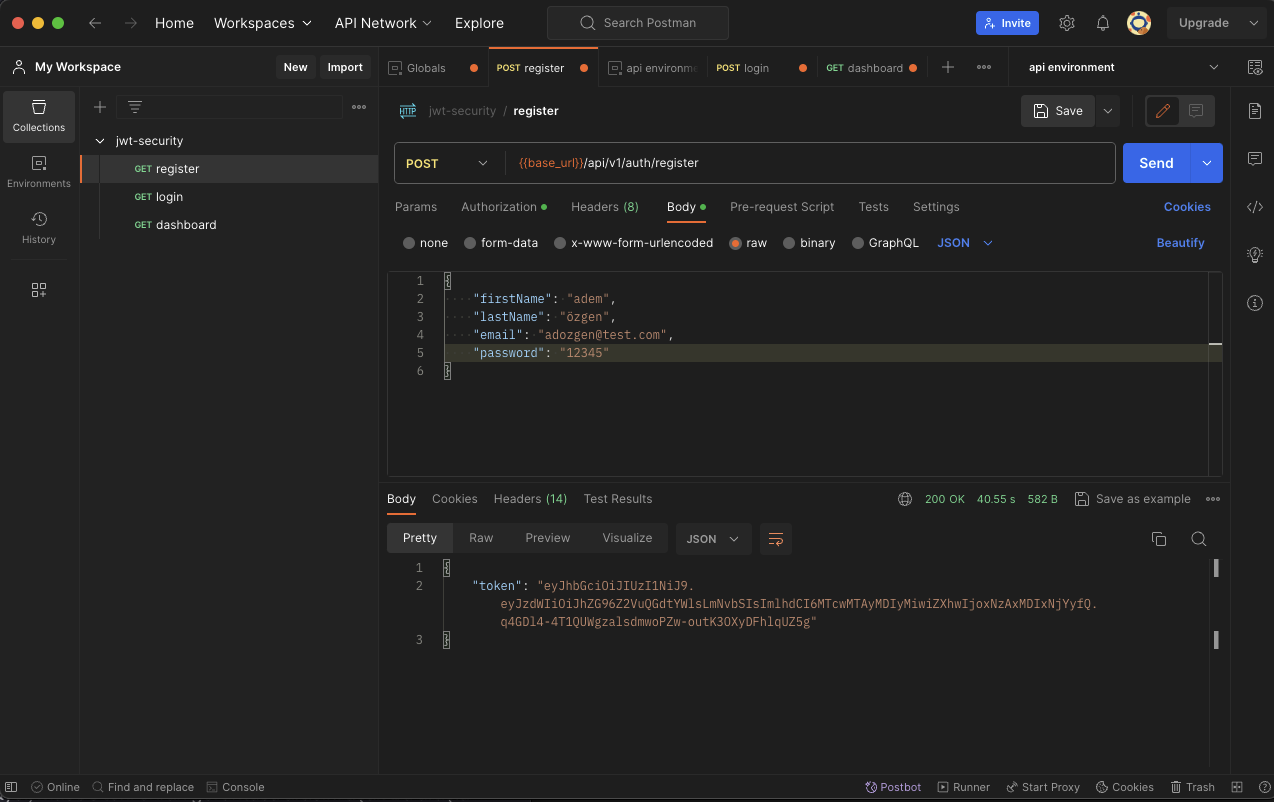 Home
Workspaces
API Network
Explore
Search Postman
Invite
Upgrade
My Workspace
New
Import
Globals
POST register
api environme
POST login
GET dashboard
api environment
Collections
Environments
History
jwt-security
GET register
GET login
GET dashboard
HTTP jwt-security / register
Save
POST {{base_url}}/api/v1/auth/register
Send
Params Authorization Headers (8) Body Pre-request Script Tests Settings Cookies
none form-data x-www-form-urlencoded raw binary GraphQL JSON Beautify
1 {
2 "firstName": "adem",
3 "lastName": "özgen",
4 "email": "adozgen@test.com",
5 "password": "12345"
6 }
Body Cookies Headers (14) Test Results 200 OK 40.55 s 582 B Save as example
Pretty Raw Preview Visualize JSON
1 {
2 "token": "eyJhbGciOiJIUzI1NiJ9.
eyJzdWIiOiJhZG96Z2VuQGdtYWlsLmNvbSIsImlhdCI6MTcwMTAyMDIyMiwiZXhwIjoxNzAxMDIxNjYyfQ.
q4GDl4-4T1QUWgzalsdmwoPZw-outK3OXyDFhlqUZ5g"
3 }
Online Find and replace Console Postbot Runner Start Proxy Cookies Trash